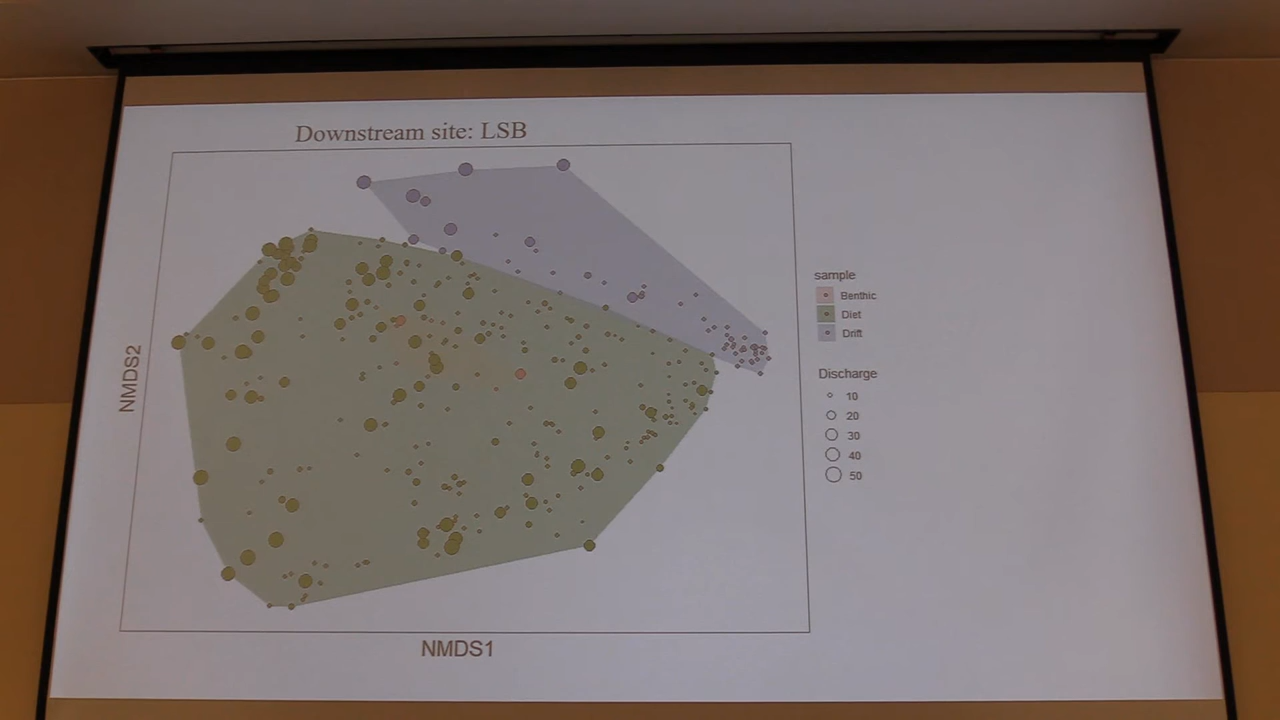 Downstream site: LSB
NMDS2
NMDS1
sample
Benthic
Diet
Drift
Discharge
10
20
30
40
50